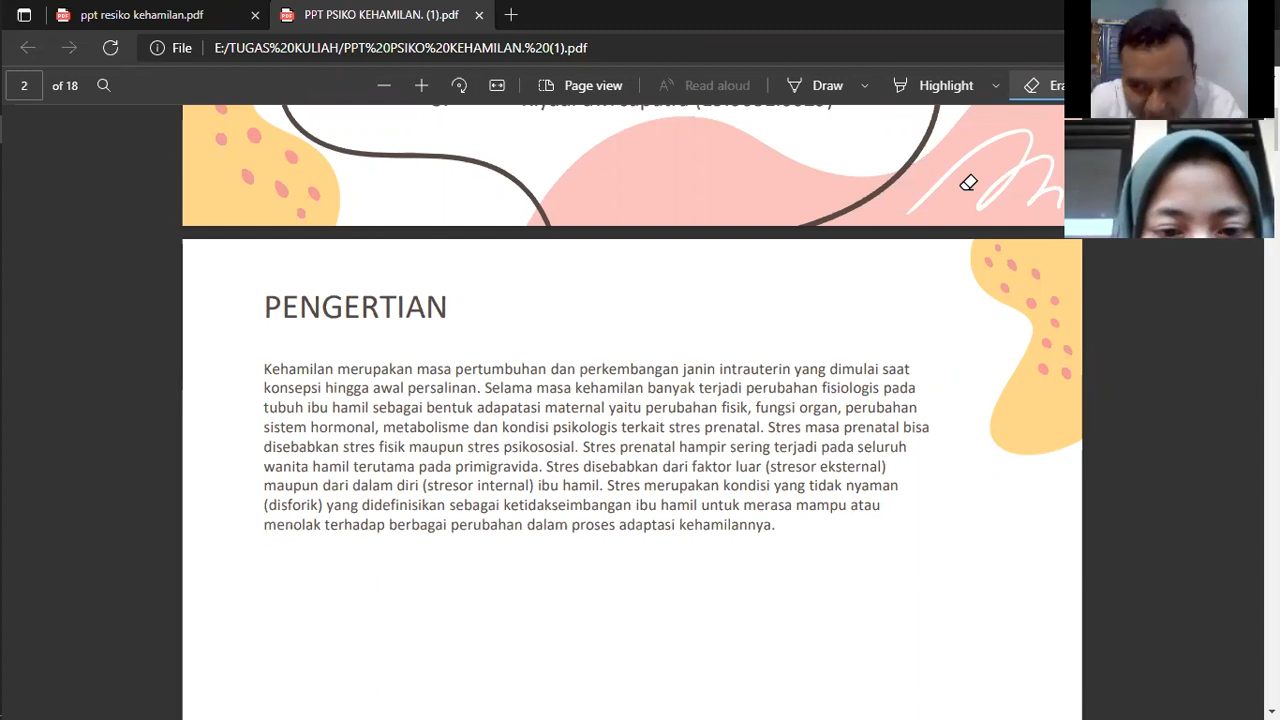 ppt resiko kehamilan.pdf
PPT PSIKO KEHAMILAN. (1).pdf
File
E:/TUGAS%20KULIAH/PPT%20PSIKO%20KEHAMILAN.%20(1).pdf
2 of 18
Page view
Read aloud
Draw
Highlight
PENGERTIAN
Kehamilan merupakan masa pertumbuhan dan perkembangan janin intrauterin yang dimulai saat
konsepsi hingga awal persalinan. Selama masa kehamilan banyak terjadi perubahan fisiologis pada
tubuh ibu hamil sebagai bentuk adapatasi maternal yaitu perubahan fisik, fungsi organ, perubahan
sistem hormonal, metabolisme dan kondisi psikologis terkait stres prenatal. Stres masa prenatal bisa
disebabkan stres fisik maupun stres psikososial. Stres prenatal hampir sering terjadi pada seluruh
wanita hamil terutama pada primigravida. Stres disebabkan dari faktor luar (stresor eksternal)
maupun dari dalam diri (stresor internal) ibu hamil. Stres merupakan kondisi yang tidak nyaman
(disforik) yang didefinisikan sebagai ketidakseimbangan ibu hamil untuk merasa mampu atau
menolak terhadap berbagai perubahan dalam proses adaptasi kehamilannya.